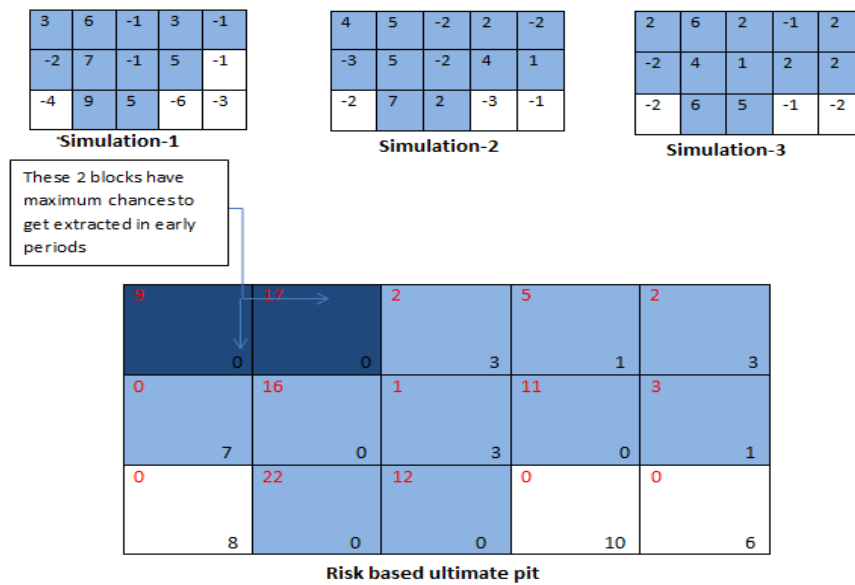 3 6 -1 3 -1
-2 7 -1 5 -1
-4 9 5 -6 -3
Simulation-1
4 5 -2 2 -2
-3 5 -2 4 1
-2 7 2 -3 -1
Simulation-2
2 6 2 -1 2
-2 4 1 2 2
-2 6 5 -1 -2
Simulation-3
These 2 blocks have
maximum chances to
get extracted in early
periods
9 17 2 5 2
0 0 3 1 3
0 16 1 11 3
7 0 3 0 1
0 22 12 0 0
8 0 0 10 6
Risk based ultimate pit